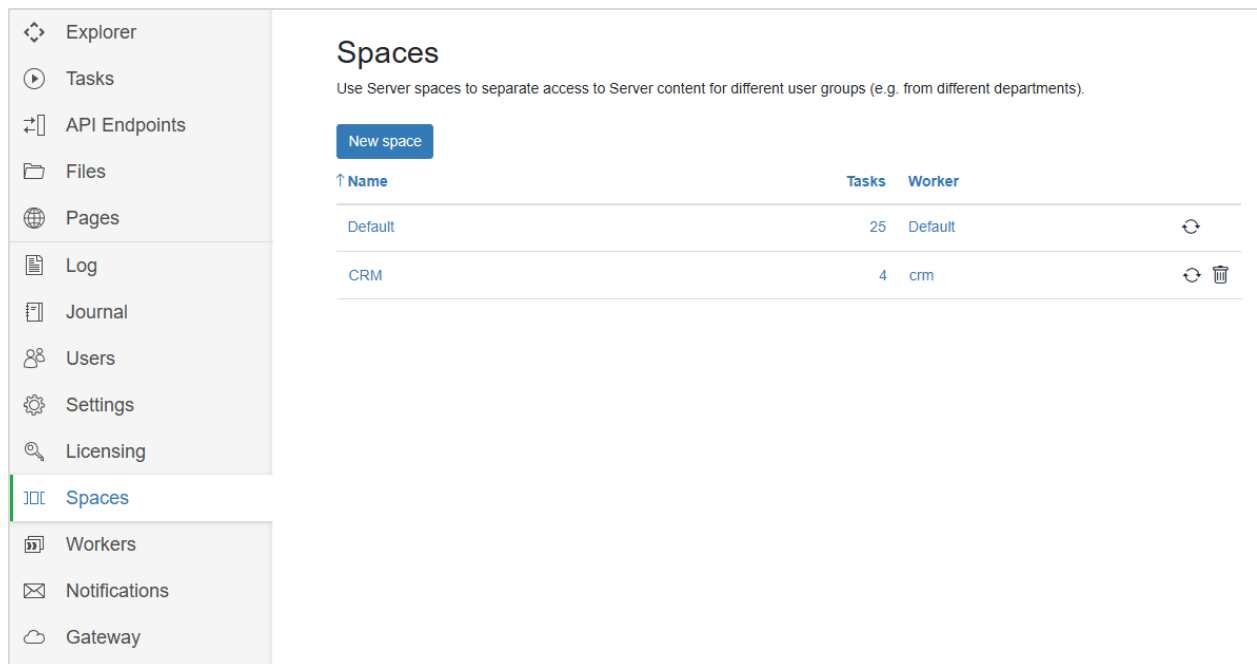 Explorer
Tasks
API Endpoints
Files
Pages
Log
Journal
Users
Settings
Licensing
Spaces
Workers
Notifications
Gateway
Spaces
Use Server spaces to separate access to Server content for different user groups (e.g. from different departments).
New space
↑ Name Tasks Worker
Default 25 Default
CRM 4 crm